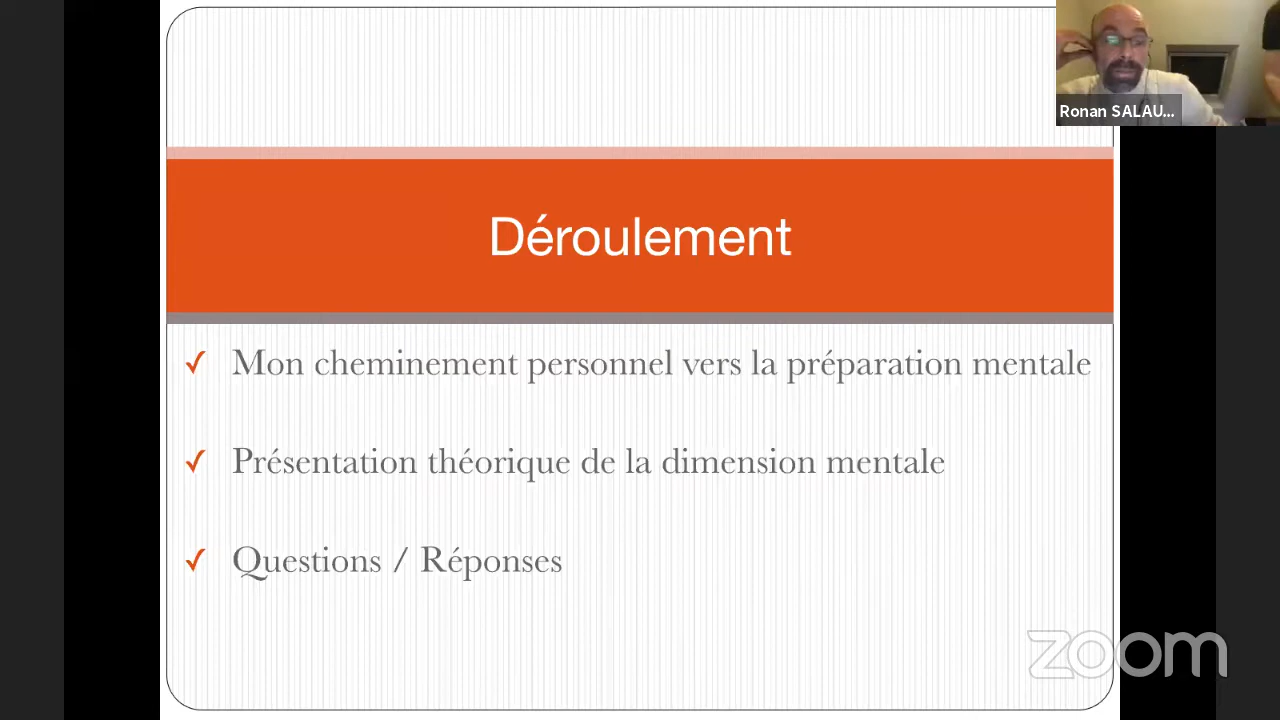 Ronan SALAU...
Déroulement
✓ Mon cheminement personnel vers la préparation mentale
✓ Présentation théorique de la dimension mentale
✓ Questions / Réponses
zoom